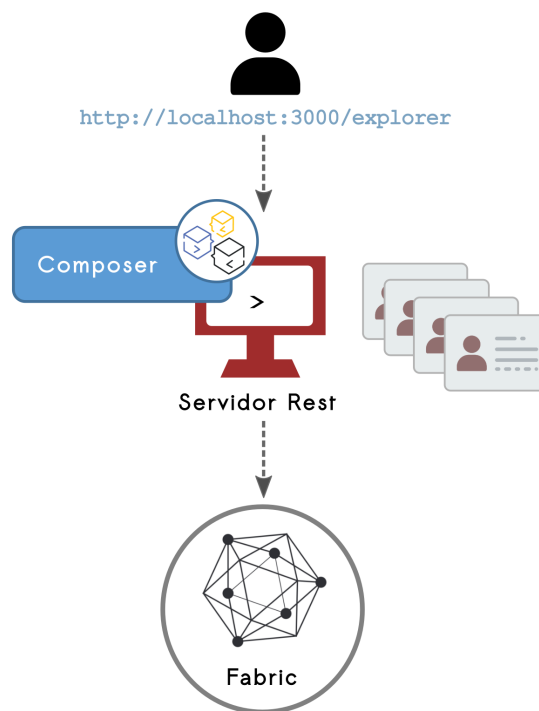 http://localhost:3000/explorer
Composer
>
Servidor Rest
Fabric